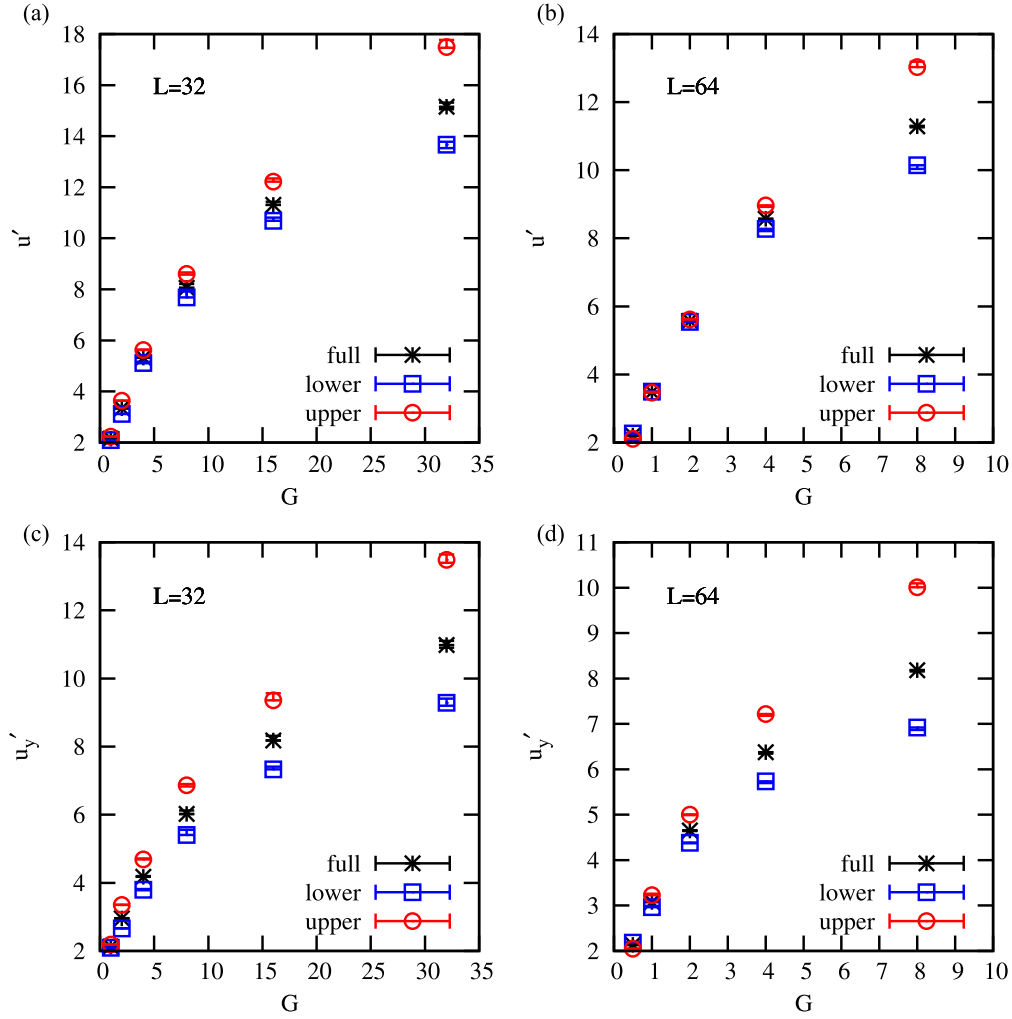 (a)
18
16
14
12
10
8
6
4
2
u′
L=32
full
lower
upper
0 5 10 15 20 25 30 35
G
(b)
14
12
10
8
6
4
2
u′
L=64
full
lower
upper
0 1 2 3 4 5 6 7 8 9 10
G
(c)
14
12
10
8
6
4
2
u_y′
L=32
full
lower
upper
0 5 10 15 20 25 30 35
G
(d)
11
10
9
8
7
6
5
4
3
2
u_y′
L=64
full
lower
upper
0 1 2 3 4 5 6 7 8 9 10
G